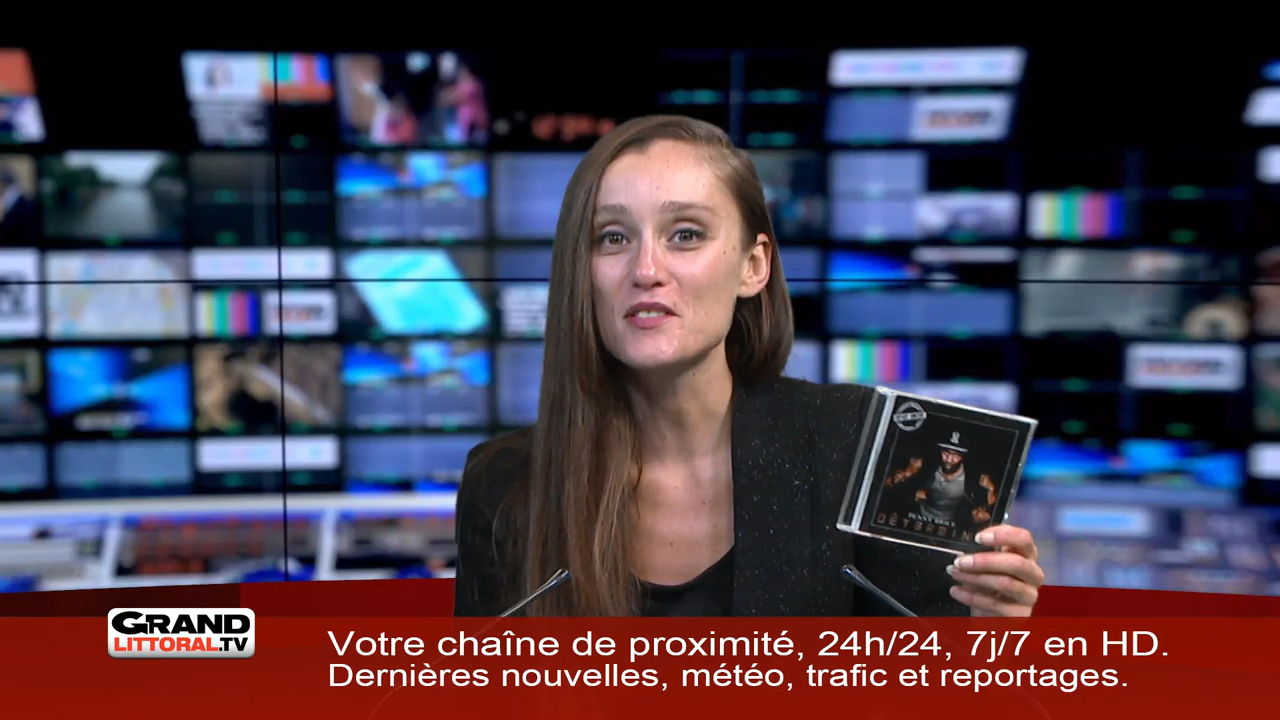 DÉTERMIN
GRAND
LITTORAL.TV
Votre chaîne de proximité, 24h/24, 7j/7 en HD.
Dernières nouvelles, météo, trafic et reportages.